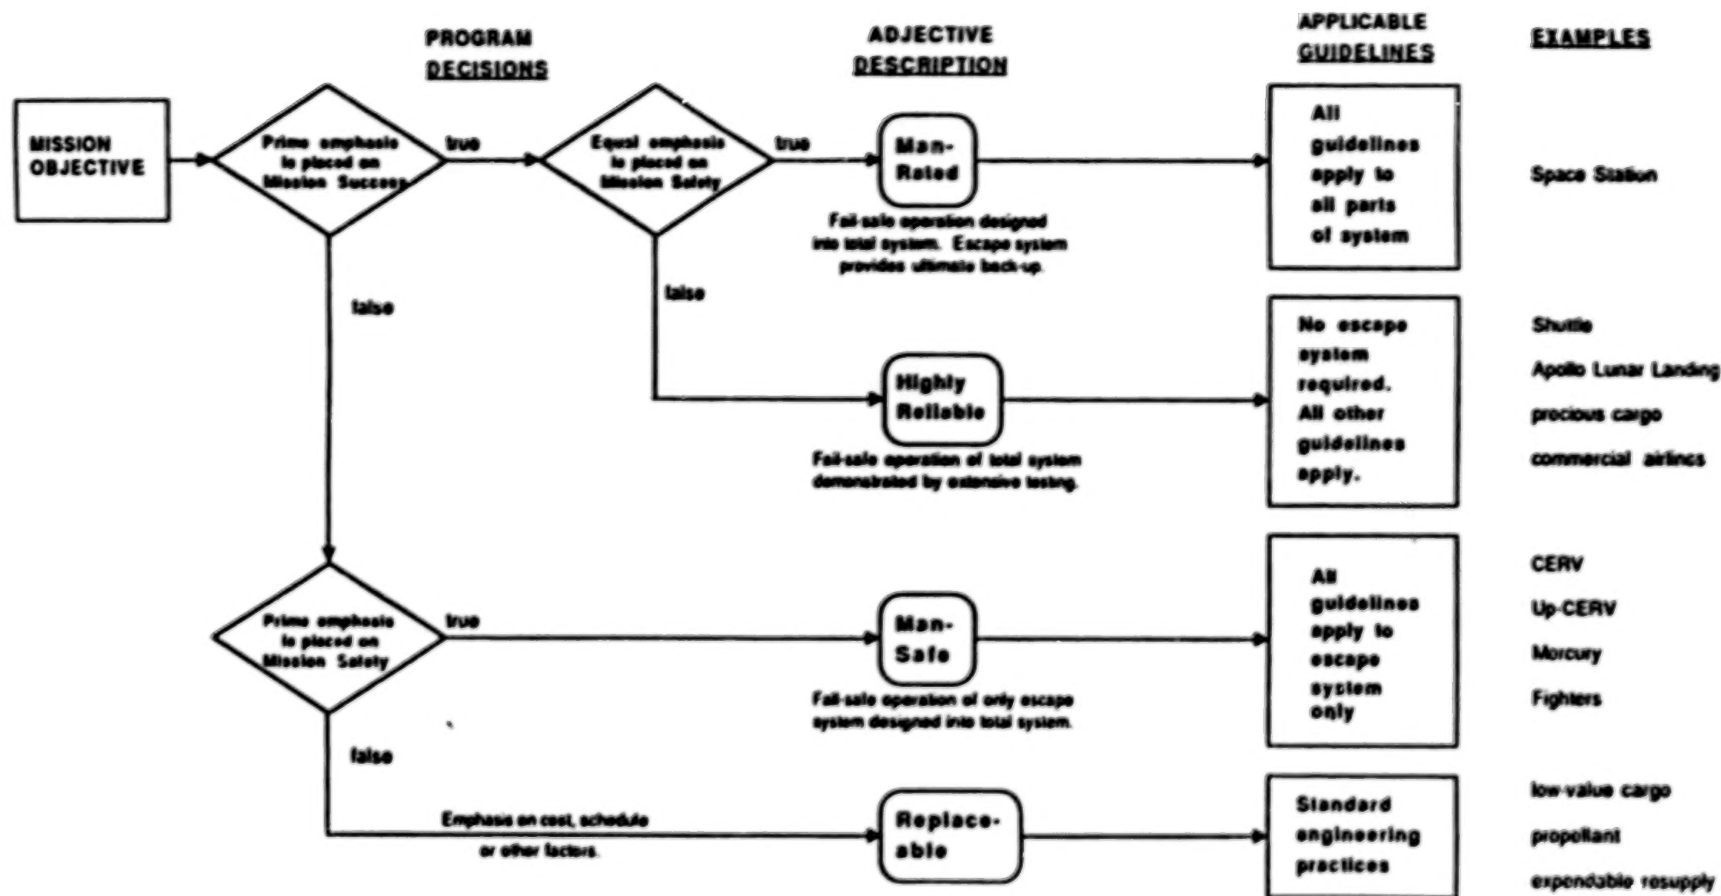 PROGRAM
DECISIONS
ADJECTIVE
DESCRIPTION
APPLICABLE
GUIDELINES
EXAMPLES
MISSION
OBJECTIVE
Prime emphasis
is placed on
Mission Success
true
Equal emphasis
is placed on
Mission Safety
true
Man-
Rated
Fail-safe operation designed
into total system. Escape system
provides ultimate back-up.
All
guidelines
apply to
all parts
of system
Space Station
false
false
Highly
Reliable
Fail-safe operation of total system
demonstrated by extensive testing.
No escape
system
required.
All other
guidelines
apply.
Shuttle
Apollo Lunar Landing
precious cargo
commercial airlines
Prime emphasis
is placed on
Mission Safety
true
Man-
Safe
Fail-safe operation of only escape
system designed into total system.
All
guidelines
apply to
escape
system
only
CERV
Up-CERV
Mercury
Fighters
false
Emphasis on cost, schedule
or other factors.
Replace-
able
Standard
engineering
practices
low-value cargo
propellant
expendable resupply